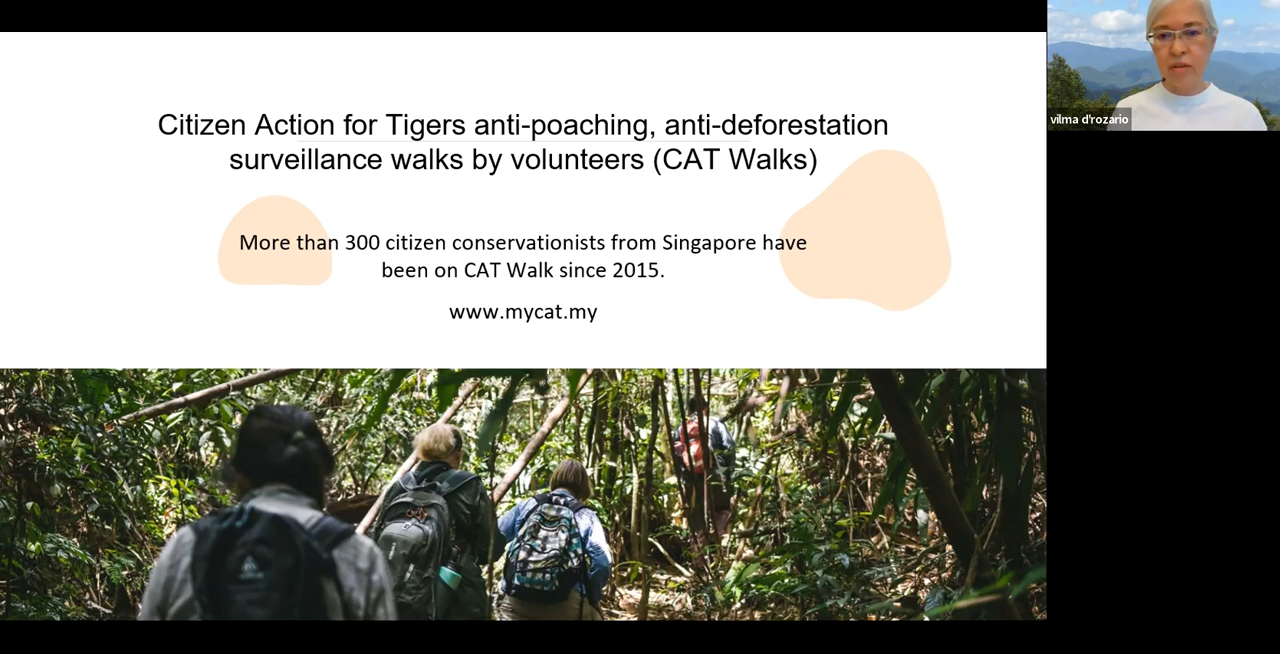 Citizen Action for Tigers anti-poaching, anti-deforestation
surveillance walks by volunteers (CAT Walks)
More than 300 citizen conservationists from Singapore have
been on CAT Walk since 2015.
www.mycat.my
vilma d'rozario